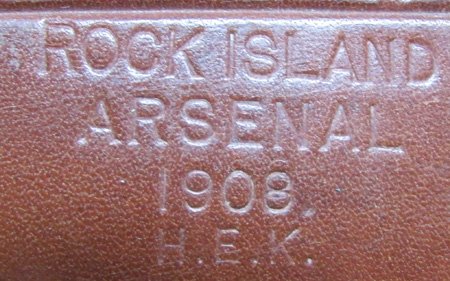 ROCK ISLAND
ARSENAL
1908.
H.E.K.